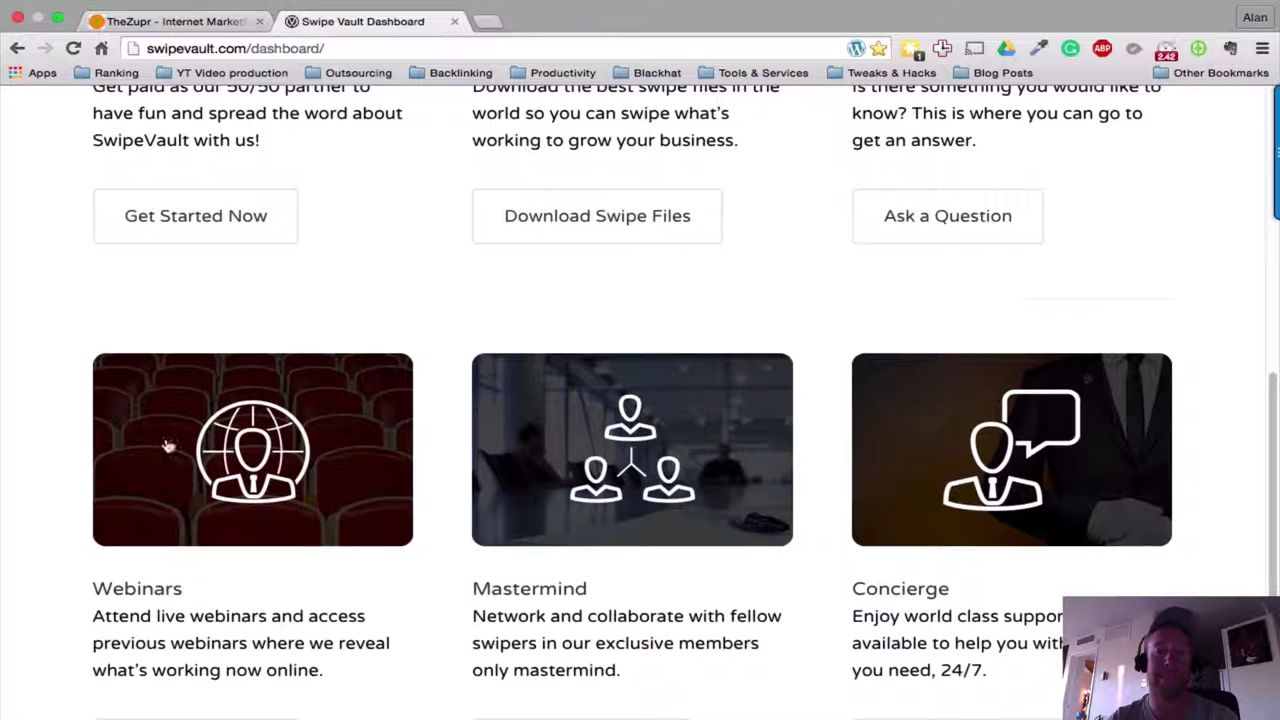 TheZupr - Internet Market
Swipe Vault Dashboard
Alan
swipevault.com/dashboard/
1
2.42
ABP
Apps
Ranking
YT Video production
Outsourcing
Backlinking
Productivity
Blackhat
Tools & Services
Tweaks & Hacks
Blog Posts
Other Bookmarks
Get paid as our 50/50 partner to
have fun and spread the word about
SwipeVault with us!
Get Started Now
Download the best swipe files in the
world so you can swipe what's
working to grow your business.
Download Swipe Files
Is there something you would like to
know? This is where you can go to
get an answer.
Ask a Question
Webinars
Attend live webinars and access
previous webinars where we reveal
what's working now online.
Mastermind
Network and collaborate with fellow
swipers in our exclusive members
only mastermind.
Concierge
Enjoy world class suppor
available to help you wit
you need, 24/7.